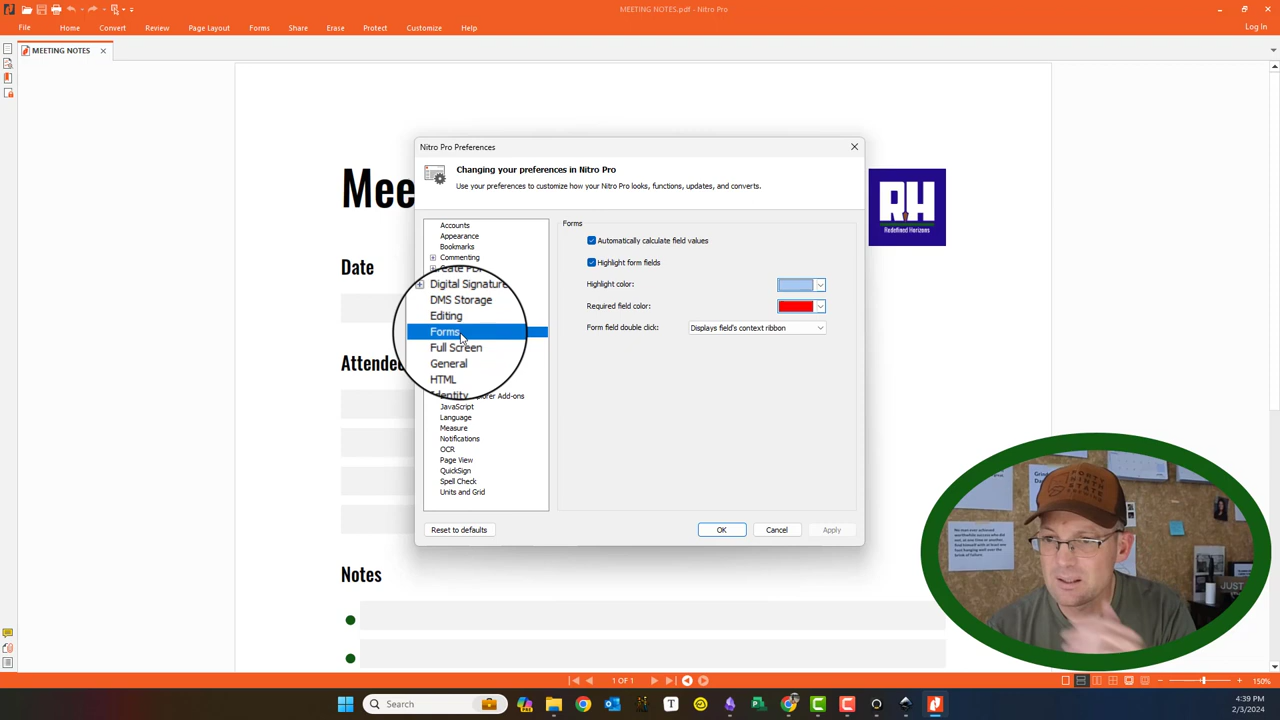 MEETING NOTES.pdf - Nitro Pro
File Home Convert Review Page Layout Forms Share Erase Protect Customize Help Log In
MEETING NOTES
Nitro Pro Preferences
Changing your preferences in Nitro Pro
Use your preferences to customize how your Nitro Pro looks, functions, updates, and converts.
Mee
RH
Redefined Horizons
Date
Attended
Notes
Accounts
Appearance
Bookmarks
Commenting
Create PDF
Digital Signature
DMS Storage
Editing
Forms
Full Screen
General
HTML
Identity
Add-ons
JavaScript
Language
Measure
Notifications
OCR
Page View
QuickSign
Spell Check
Units and Grid
Forms
Automatically calculate field values
Highlight form fields
Highlight color:
Required field color:
Form field double click: Displays field's context ribbon
Reset to defaults OK Cancel Apply
1 OF 1
150%
Search
4:39 PM
2/3/2024